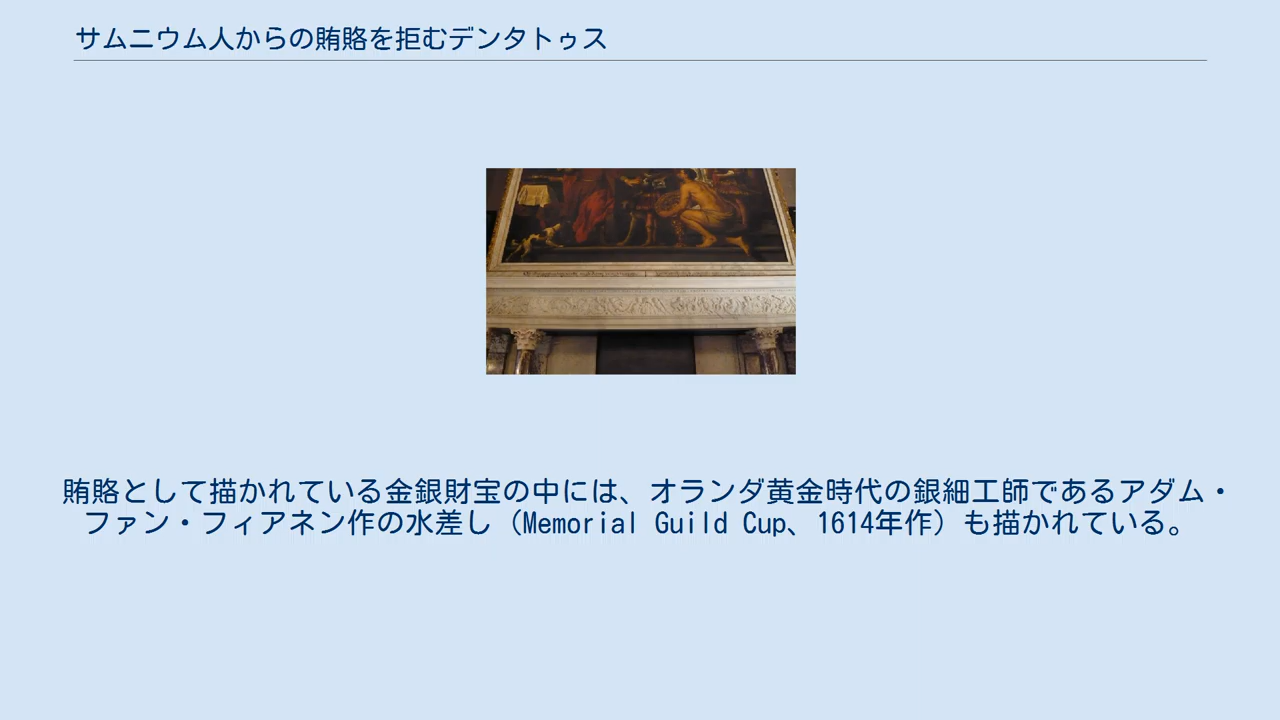 サムニウム人からの賄賂を拒むデンタトゥス
賄賂として描かれている金銀財宝の中には、オランダ黄金時代の銀細工師であるアダム・
ファン・フィアネン作の水差し（Memorial Guild Cup、1614年作）も描かれている。